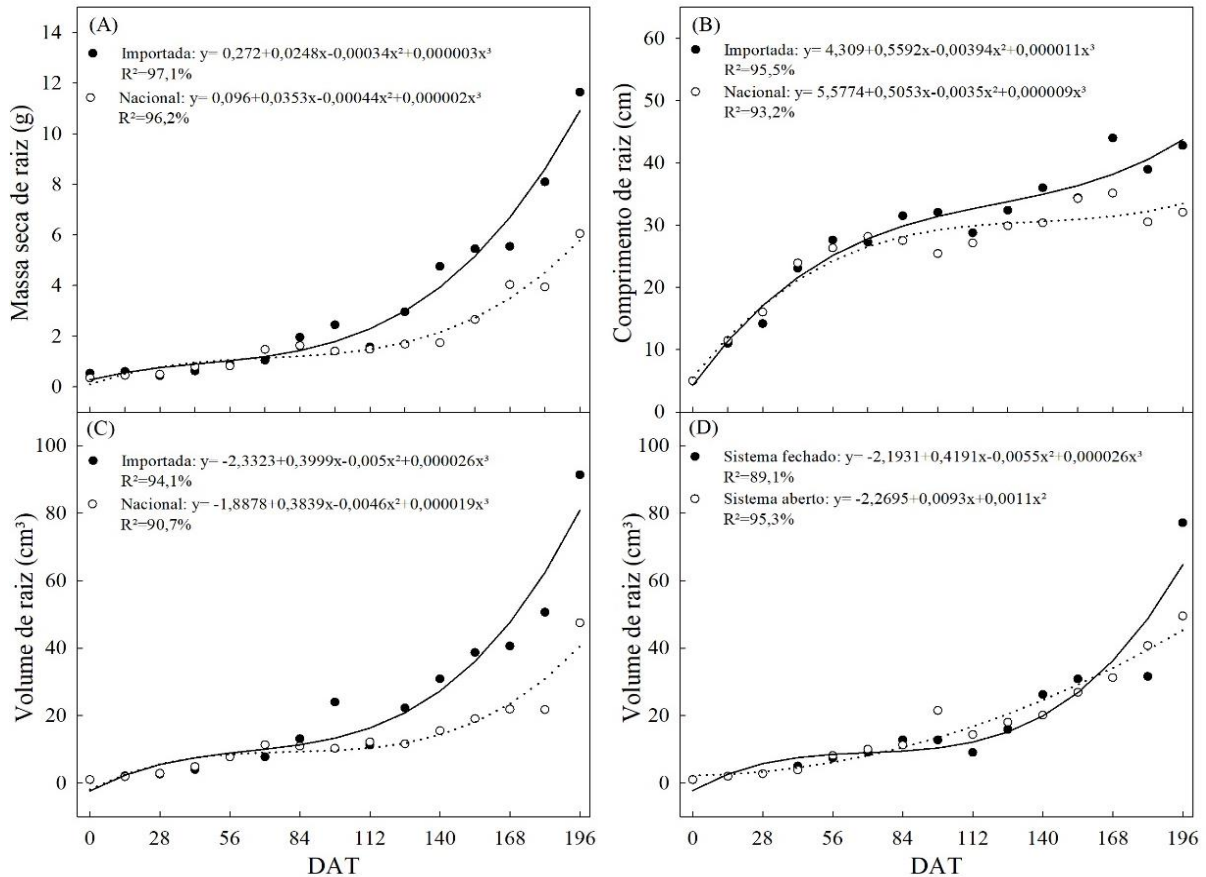 (A)
Importada: y= 0,272+0,0248x-0,00034x²+0,000003x³
R²=97,1%
Nacional: y= 0,096+0,0353x-0,00044x²+0,000002x³
R²=96,2%
Massa seca de raiz (g)
14
12
10
8
6
4
2
0
(B)
Importada: y= 4,309+0,5592x-0,00394x²+0,000011x³
R²=95,5%
Nacional: y= 5,5774+0,5053x-0,0035x²+0,000009x³
R²=93,2%
Comprimento de raiz (cm)
60
50
40
30
20
10
0
(C)
Importada: y= -2,3323+0,3999x-0,005x²+0,000026x³
R²=94,1%
Nacional: y= -1,8878+0,3839x-0,0046x²+0,000019x³
R²=90,7%
Volume de raiz (cm³)
100
80
60
40
20
0
0 28 56 84 112 140 168 196
DAT
(D)
Sistema fechado: y= -2,1931+0,4191x-0,0055x²+0,000026x³
R²=89,1%
Sistema aberto: y= -2,2695+0,0093x+0,0011x²
R²=95,3%
Volume de raiz (cm³)
100
80
60
40
20
0
0 28 56 84 112 140 168 196
DAT